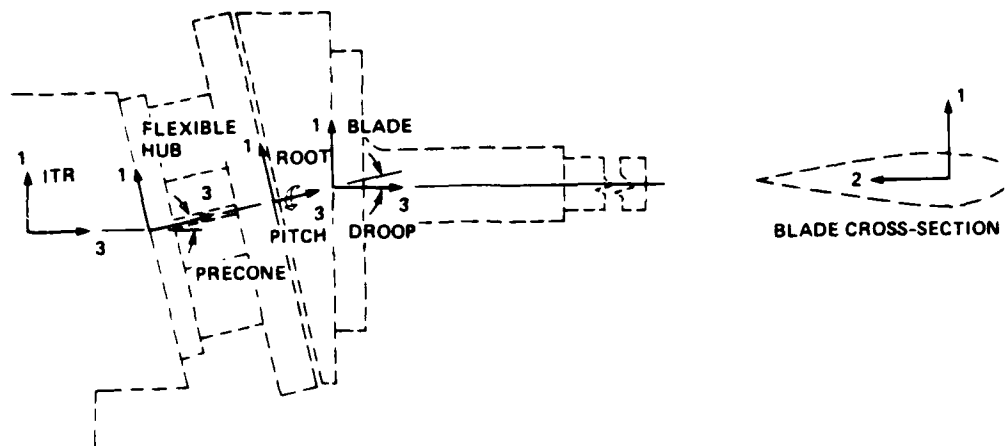 1
ITR
3
FLEXIBLE
HUB
1
3
PRECONE
1
ROOT
3
PITCH
1
BLADE
3
DROOP
1
2
BLADE CROSS-SECTION